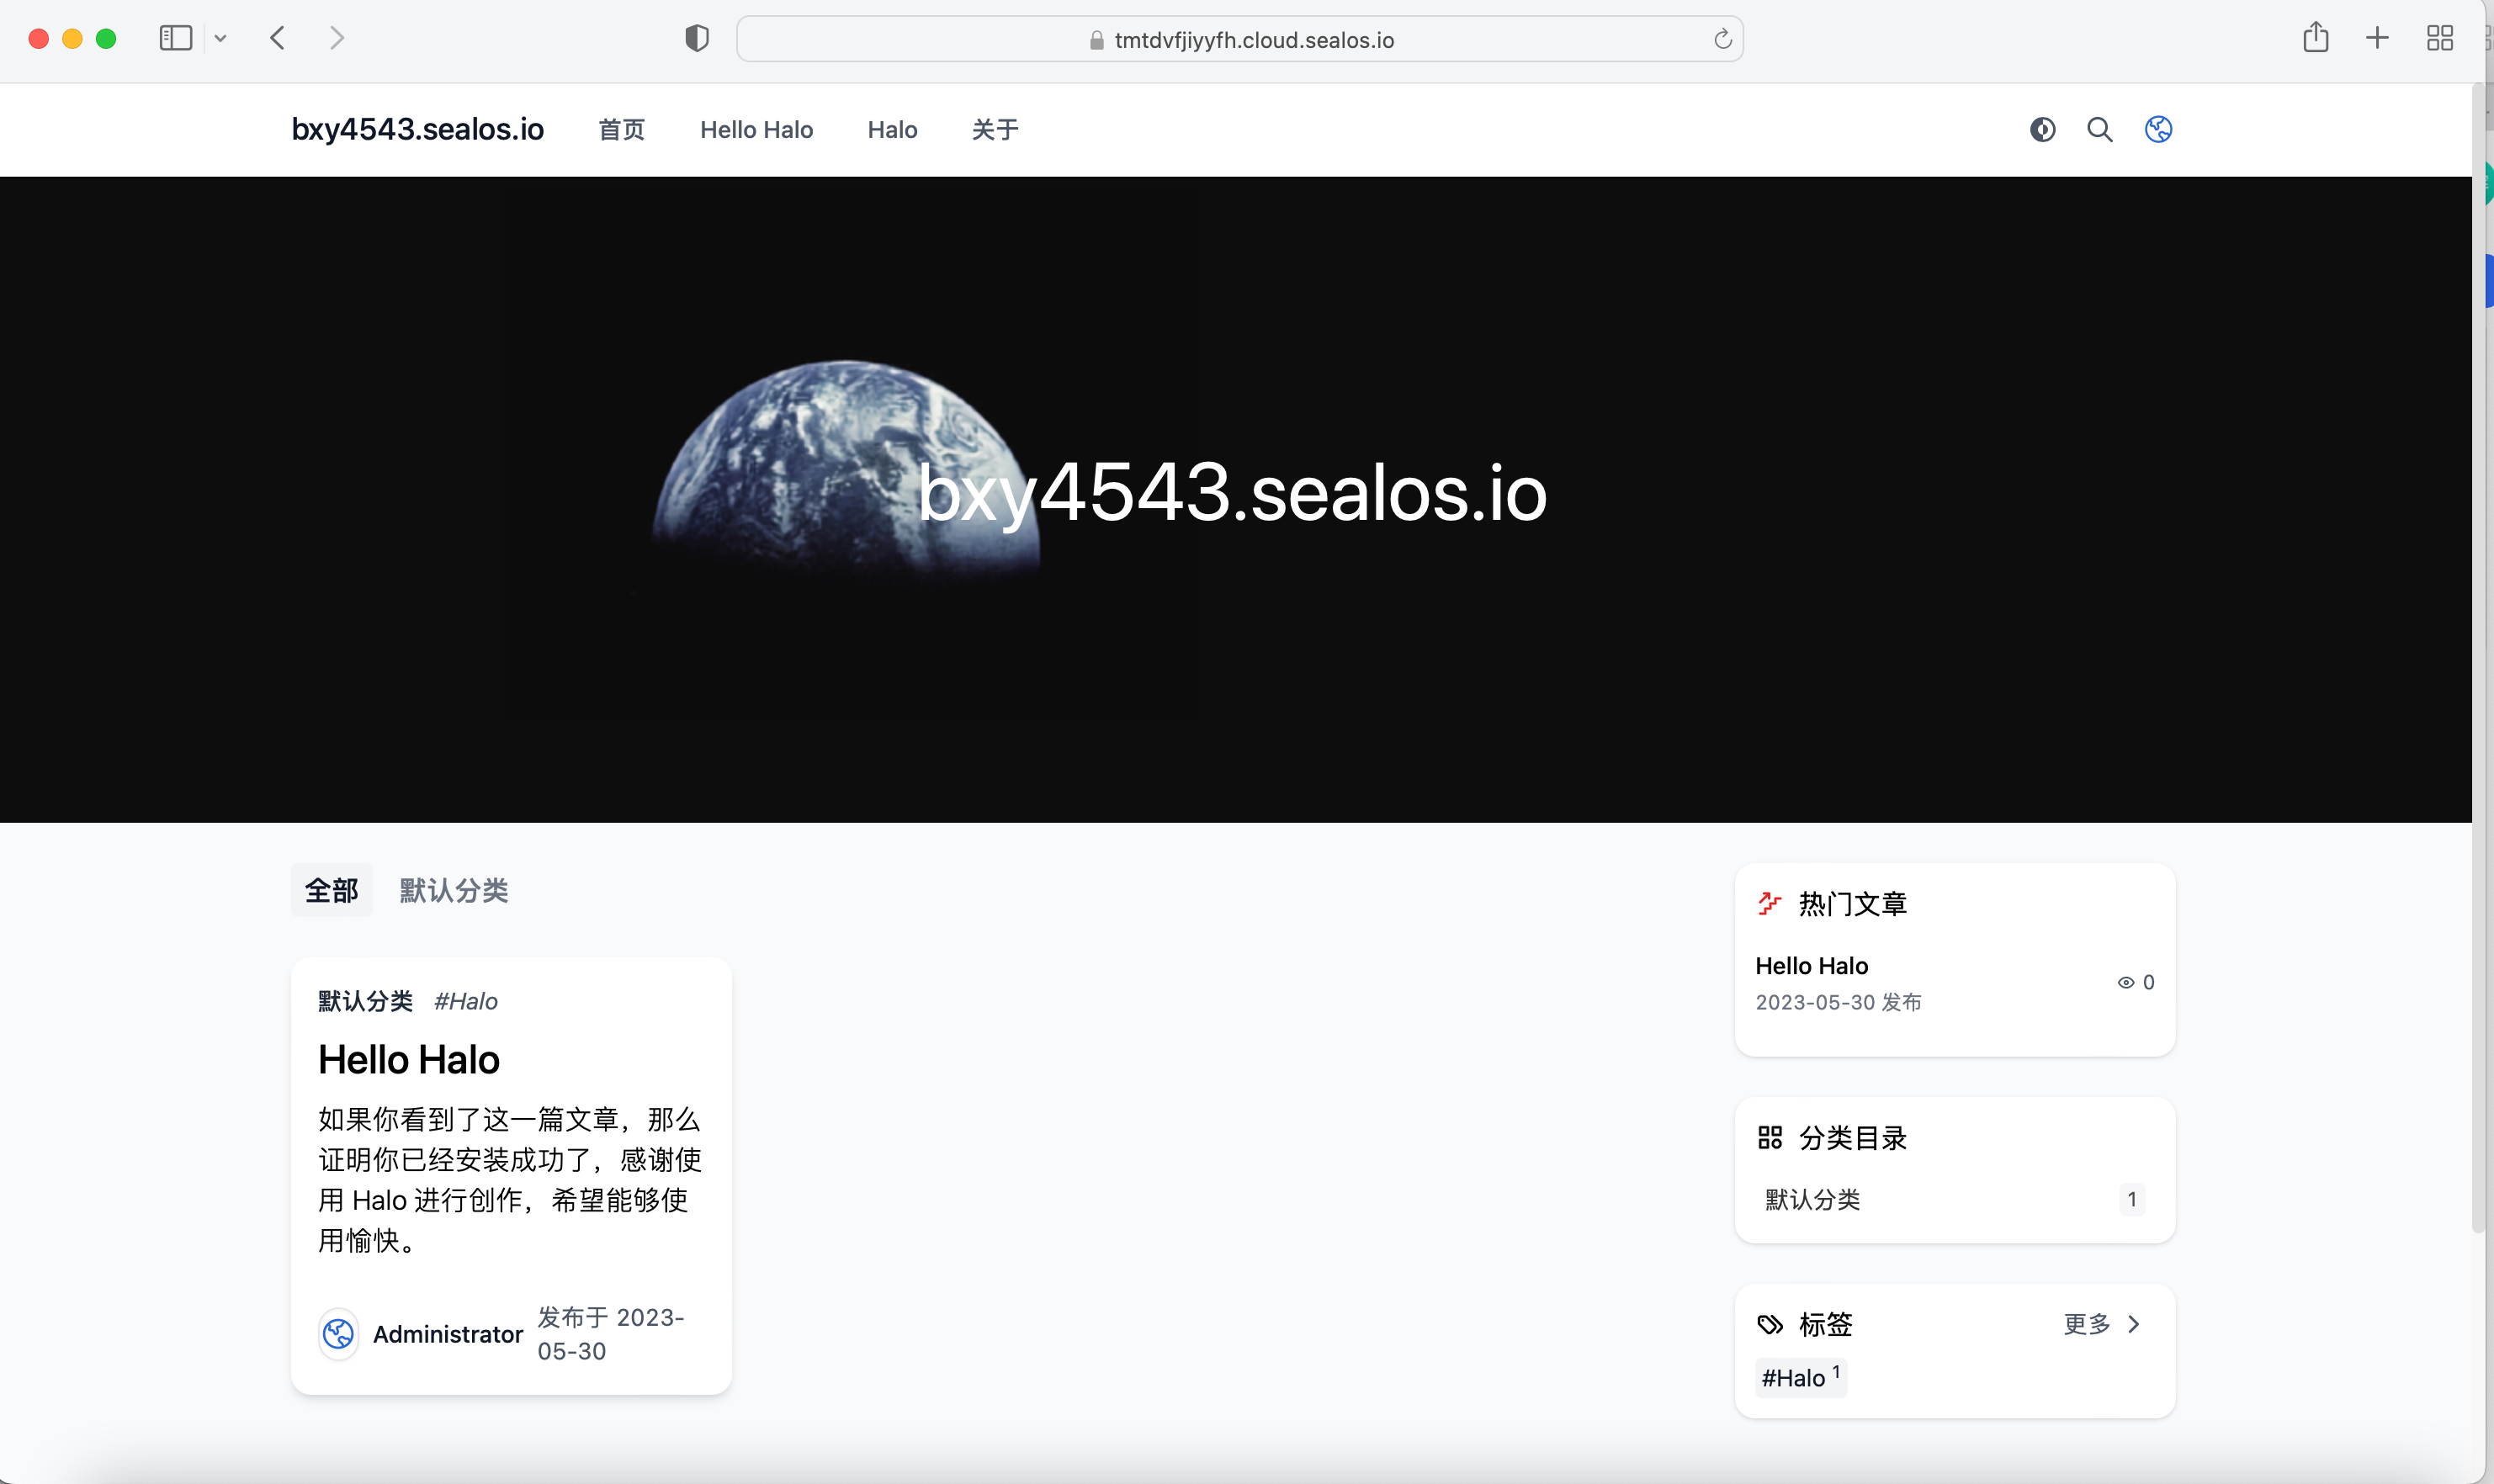 tmtdvfjiyyfh.cloud.sealos.io
bxy4543.sealos.io 首页 Hello Halo Halo 关于
bxy4543.sealos.io
全部 默认分类
默认分类 #Halo
Hello Halo
如果你看到了这一篇文章，那么
证明你已经安装成功了，感谢使
用 Halo 进行创作，希望能够使
用愉快。
Administrator
发布于 2023-
05-30
热门文章
Hello Halo
2023-05-30 发布
0
分类目录
默认分类 1
标签 更多
#Halo 1